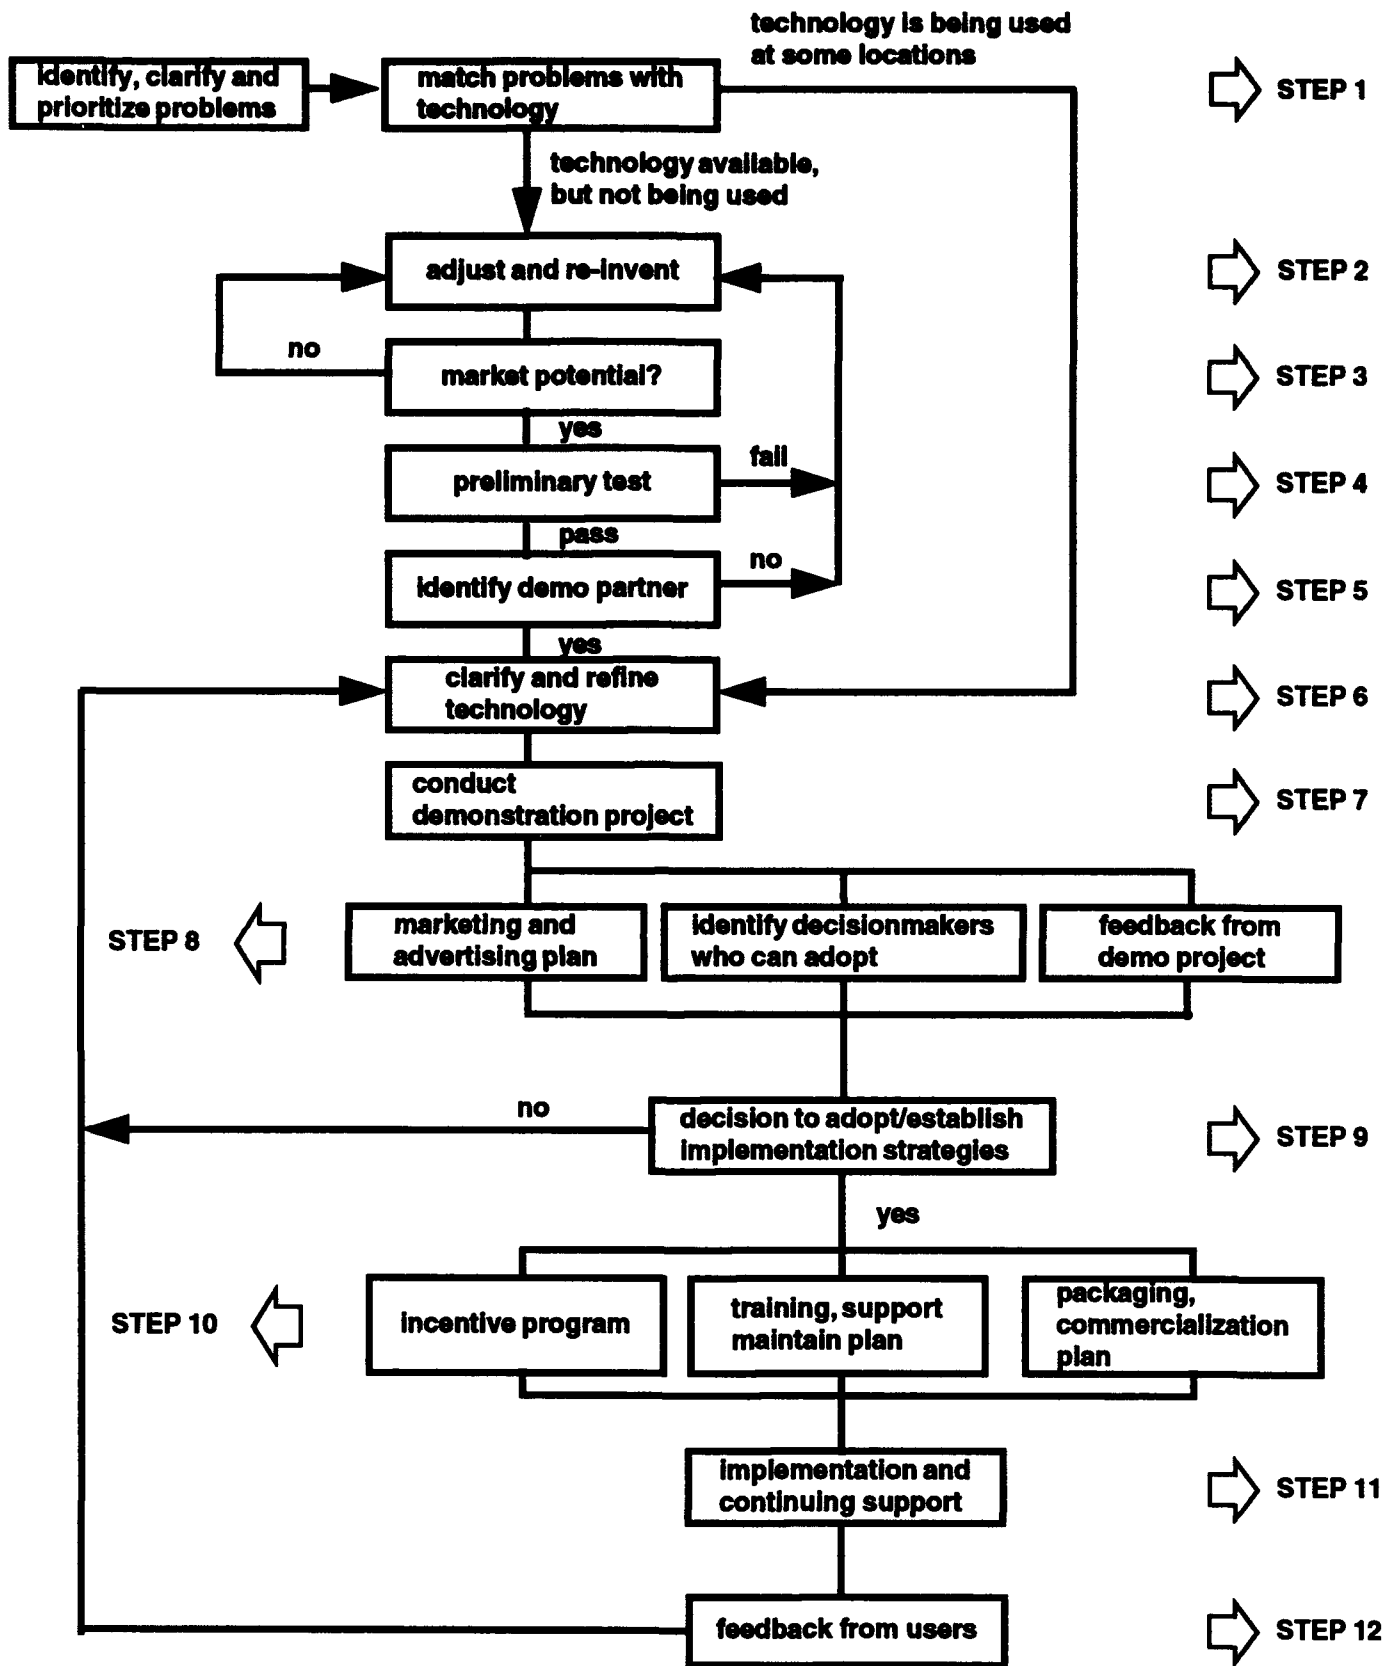 technology is being used
at some locations
identify, clarify and
prioritize problems
match problems with
technology
STEP 1
technology available,
but not being used
adjust and re-invent
STEP 2
no
market potential?
STEP 3
yes
preliminary test
fail
STEP 4
pass
identify demo partner
no
STEP 5
yes
clarify and refine
technology
STEP 6
conduct
demonstration project
STEP 7
STEP 8
marketing and
advertising plan
identify decisionmakers
who can adopt
feedback from
demo project
no
decision to adopt/establish
implementation strategies
STEP 9
yes
STEP 10
incentive program
training, support
maintain plan
packaging,
commercialization
plan
implementation and
continuing support
STEP 11
feedback from users
STEP 12